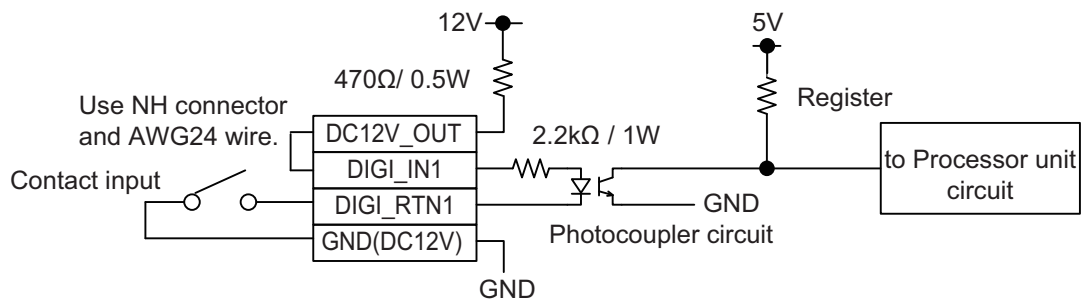 12V
5V
470Ω/ 0.5W
Use NH connector
and AWG24 wire.
Register
DC12V_OUT
2.2kΩ / 1W
DIGI_IN1
to Processor unit
circuit
Contact input
DIGI_RTN1
GND
GND(DC12V)
Photocoupler circuit
GND